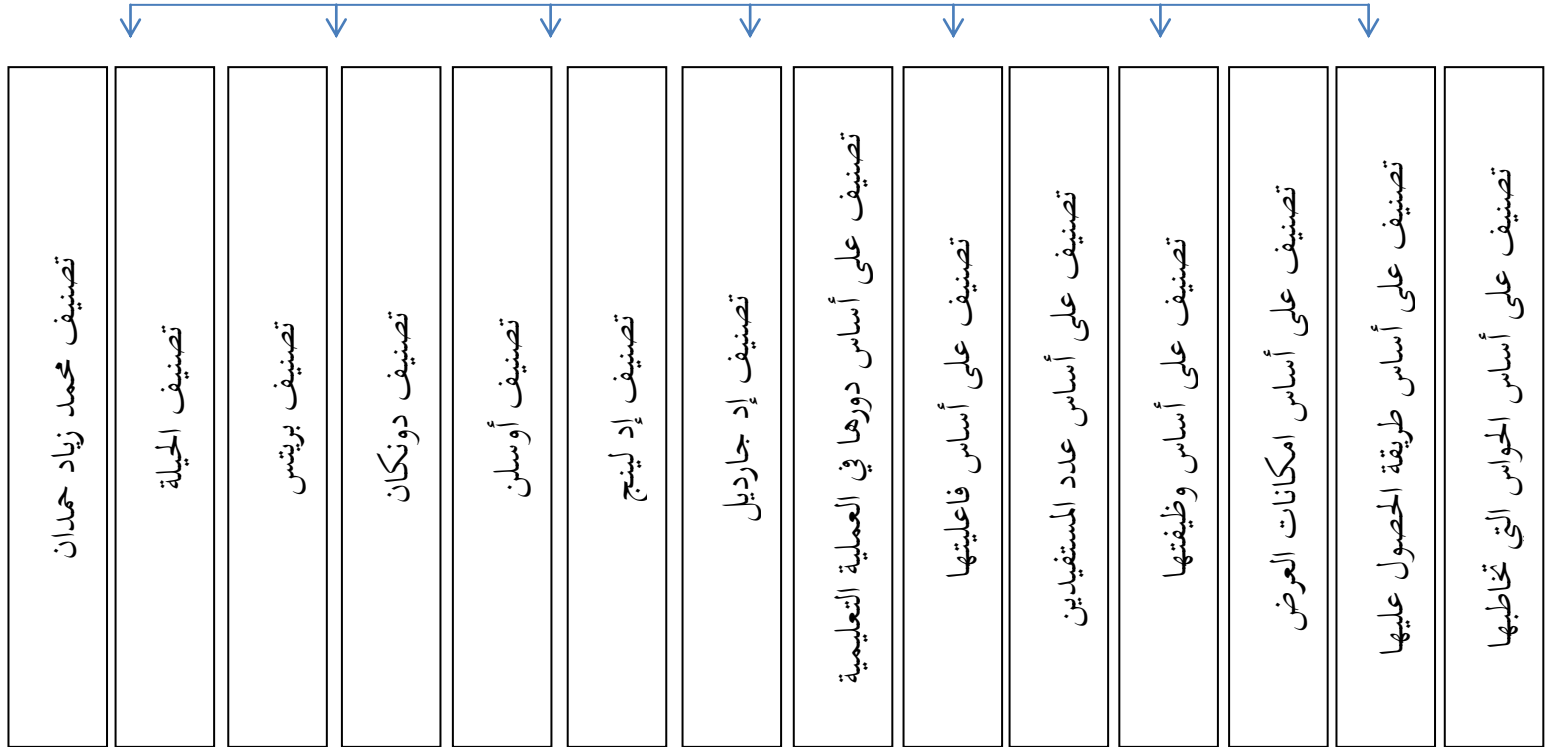 تصنيف على أساس الحواس التي تخاطبها
تصنيف على أساس طريقة الحصول عليها
تصنيف على أساس امكانات العرض
تصنيف على أساس وظيفتها
تصنيف على أساس عدد المستفيدين
تصنيف على أساس فاعليتها
تصنيف على أساس دورها في العملية التعليمية
تصنيف إد جارديل
تصنيف إد لينج
تصنيف أوسلن
تصنيف دونكان
تصنيف بريتس
تصنيف الحيلة
تصنيف محمد زياد حمدان